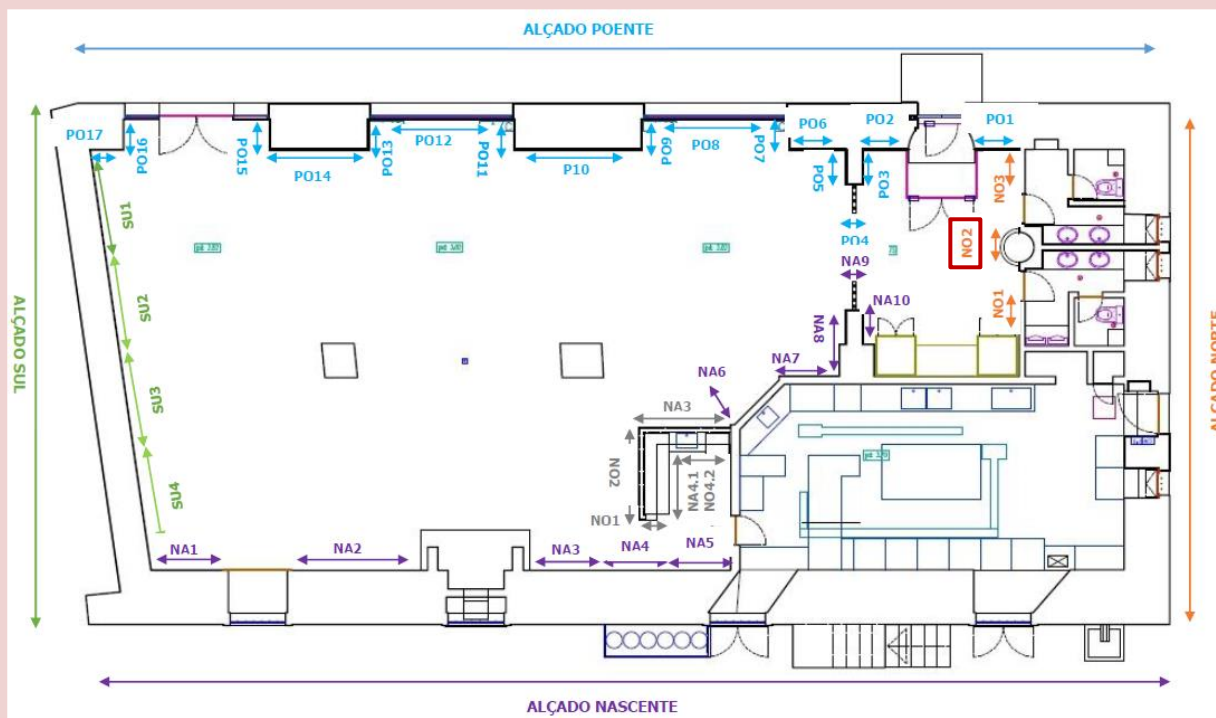 ALÇADO POENTE
PO17
PO16
PO15
PO14
PO13
PO12
PO11
P10
PO9
PO8
PO7
PO6
PO5
PO2
PO3
PO1
PO4
NO3
NO2
NO1
NA9
NA10
NA8
NA7
NA6
NA3
NO2
NA4.1
NO4.2
NO1
SU1
SU2
SU3
SU4
ALÇADO SUL
ALÇADO NORTE
NA1
NA2
NA3
NA4
NA5
ALÇADO NASCENTE